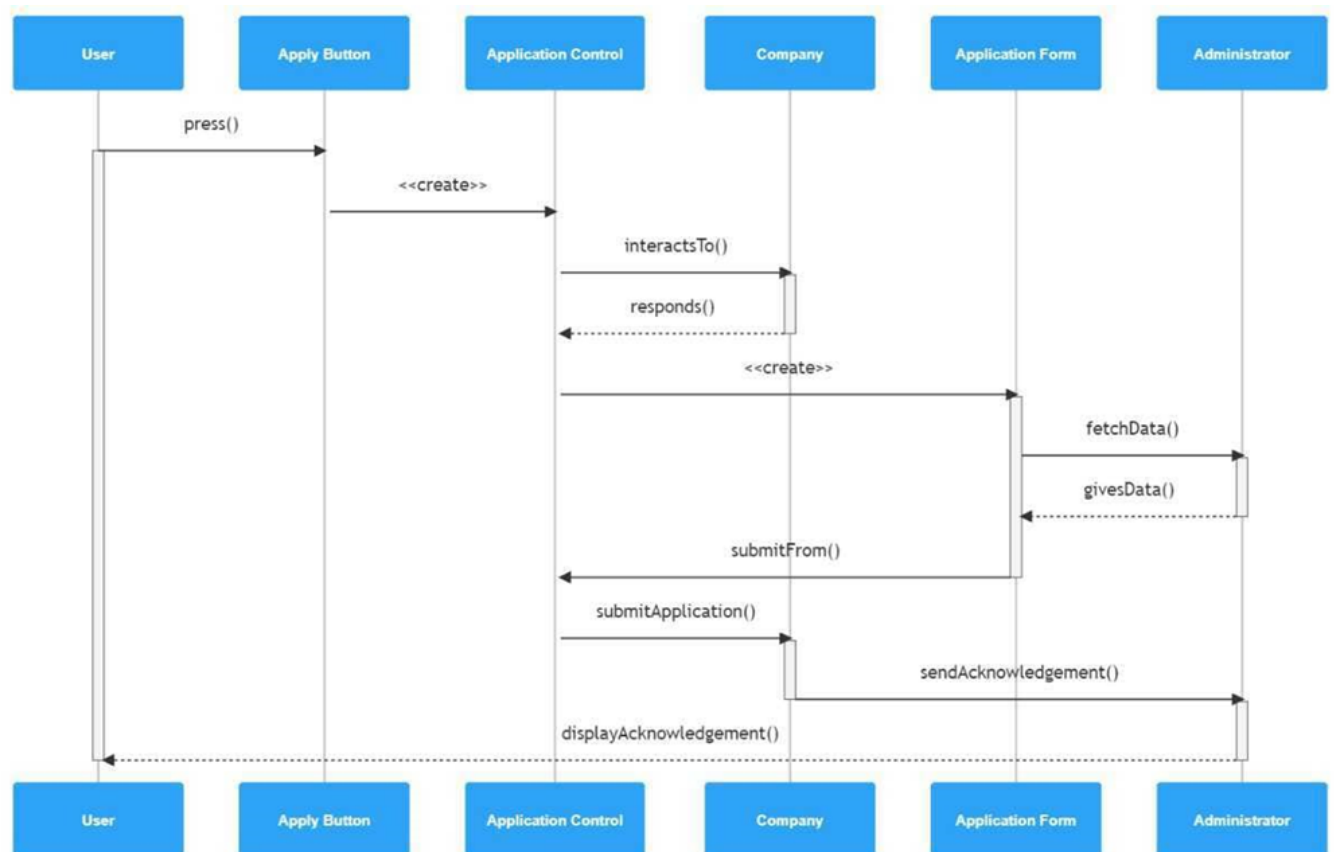 User Apply Button Application Control Company Application Form Administrator
press()
<<create>>
interactsTo()
responds()
<<create>>
fetchData()
givesData()
submitFrom()
submitApplication()
sendAcknowledgement()
displayAcknowledgement()
User Apply Button Application Control Company Application Form Administrator